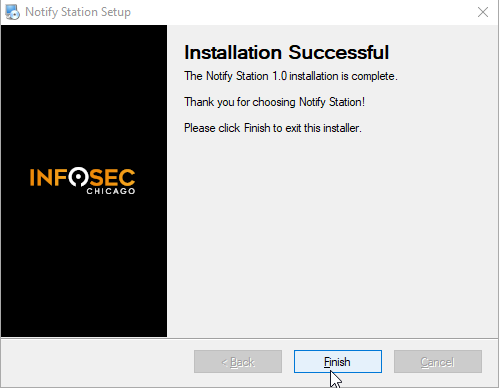 Notify Station Setup
Installation Successful
The Notify Station 1.0 installation is complete.
Thank you for choosing Notify Station!
Please click Finish to exit this installer.
INFOSEC
CHICAGO
< Back
Finish
Cancel